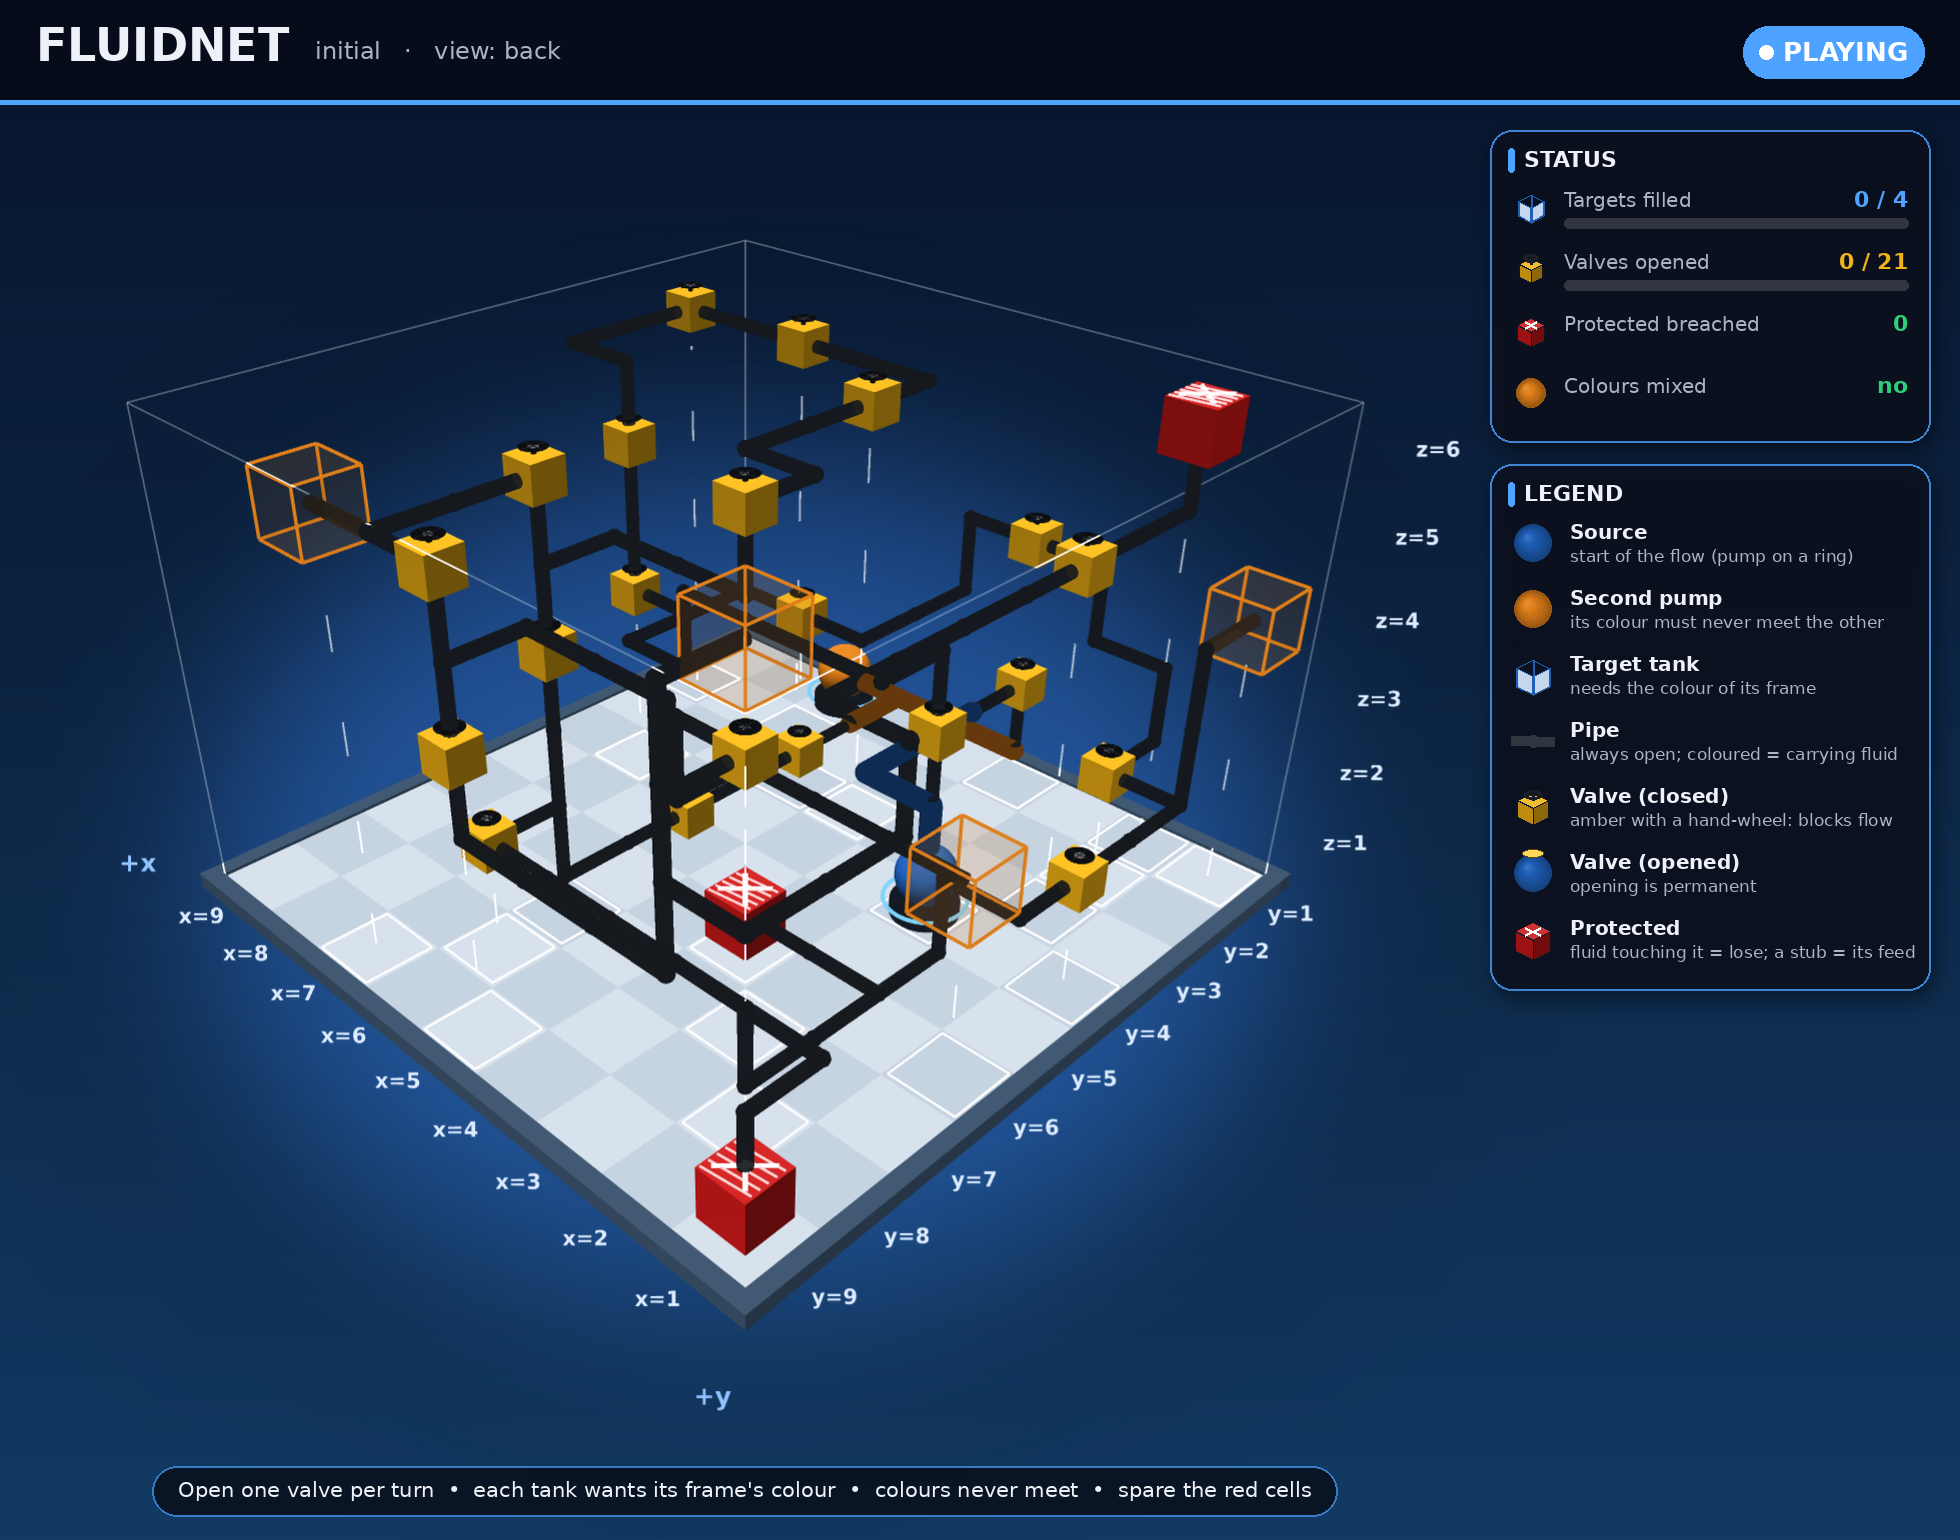 FLUIDNET initial · view: back
PLAYING
STATUS
Targets filled 0 / 4
Valves opened 0 / 21
Protected breached 0
Colours mixed no
LEGEND
Source
start of the flow (pump on a ring)
Second pump
its colour must never meet the other
Target tank
needs the colour of its frame
Pipe
always open; coloured = carrying fluid
Valve (closed)
amber with a hand-wheel: blocks flow
Valve (opened)
opening is permanent
Protected
fluid touching it = lose; a stub = its feed
z=6
z=5
z=4
z=3
z=2
z=1
+x
x=9
x=8
x=7
x=6
x=5
x=4
x=3
x=2
x=1
y=1
y=2
y=3
y=4
y=5
y=6
y=7
y=8
y=9
+y
Open one valve per turn • each tank wants its frame's colour • colours never meet • spare the red cells